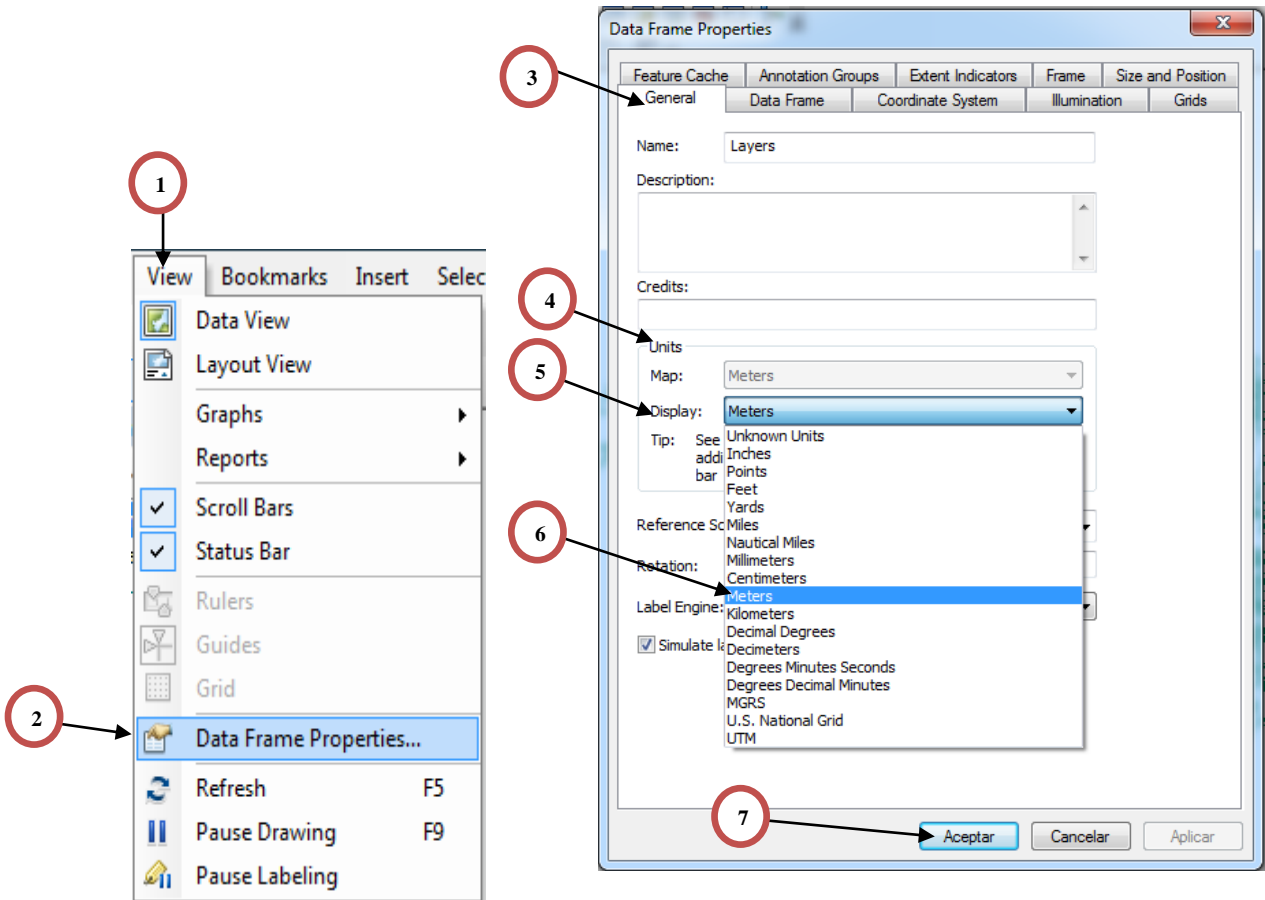 1
View Bookmarks Insert Selec
Data View
Layout View
Graphs
Reports
Scroll Bars
Status Bar
Rulers
Guides
Grid
2
Data Frame Properties...
Refresh F5
Pause Drawing F9
Pause Labeling
Data Frame Properties
3
Feature Cache Annotation Groups Extent Indicators Frame Size and Position
General Data Frame Coordinate System Illumination Grids
Name: Layers
Description:
Credits:
4
Units
5
Map: Meters
Display: Meters
Tip: See
addi
bar
Unknown Units
Inches
Points
Feet
Yards
Miles
Nautical Miles
Millimeters
Centimeters
Meters
Kilometers
Decimal Degrees
Decimeters
Degrees Minutes Seconds
Degrees Decimal Minutes
MGRS
U.S. National Grid
UTM
Reference Sc
6
Rotation:
Label Engine:
Simulate la
7
Aceptar Cancelar Aplicar